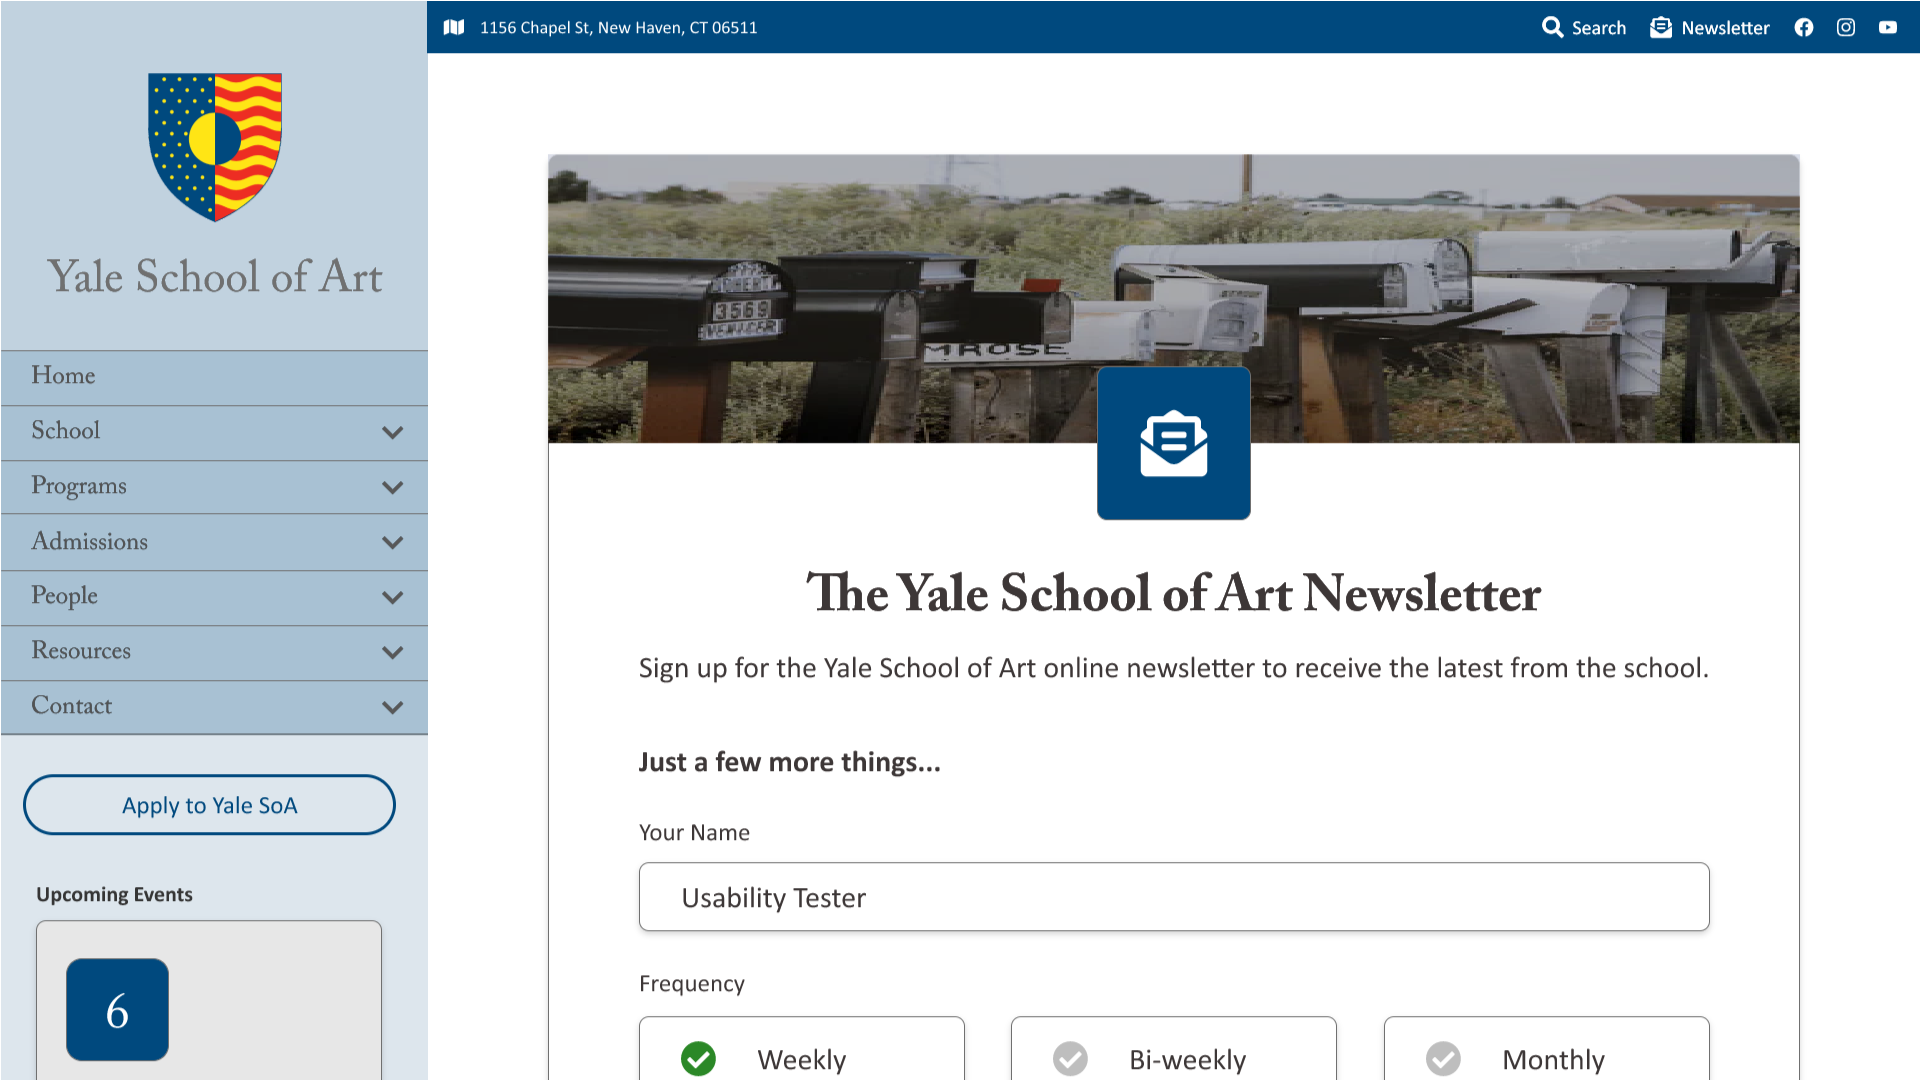 1156 Chapel St, New Haven, CT 06511
Search
Newsletter
Yale School of Art
Home
School
Programs
Admissions
People
Resources
Contact
Apply to Yale SoA
Upcoming Events
6
3569
MROSE
The Yale School of Art Newsletter
Sign up for the Yale School of Art online newsletter to receive the latest from the school.
Just a few more things...
Your Name
Usability Tester
Frequency
Weekly
Bi-weekly
Monthly